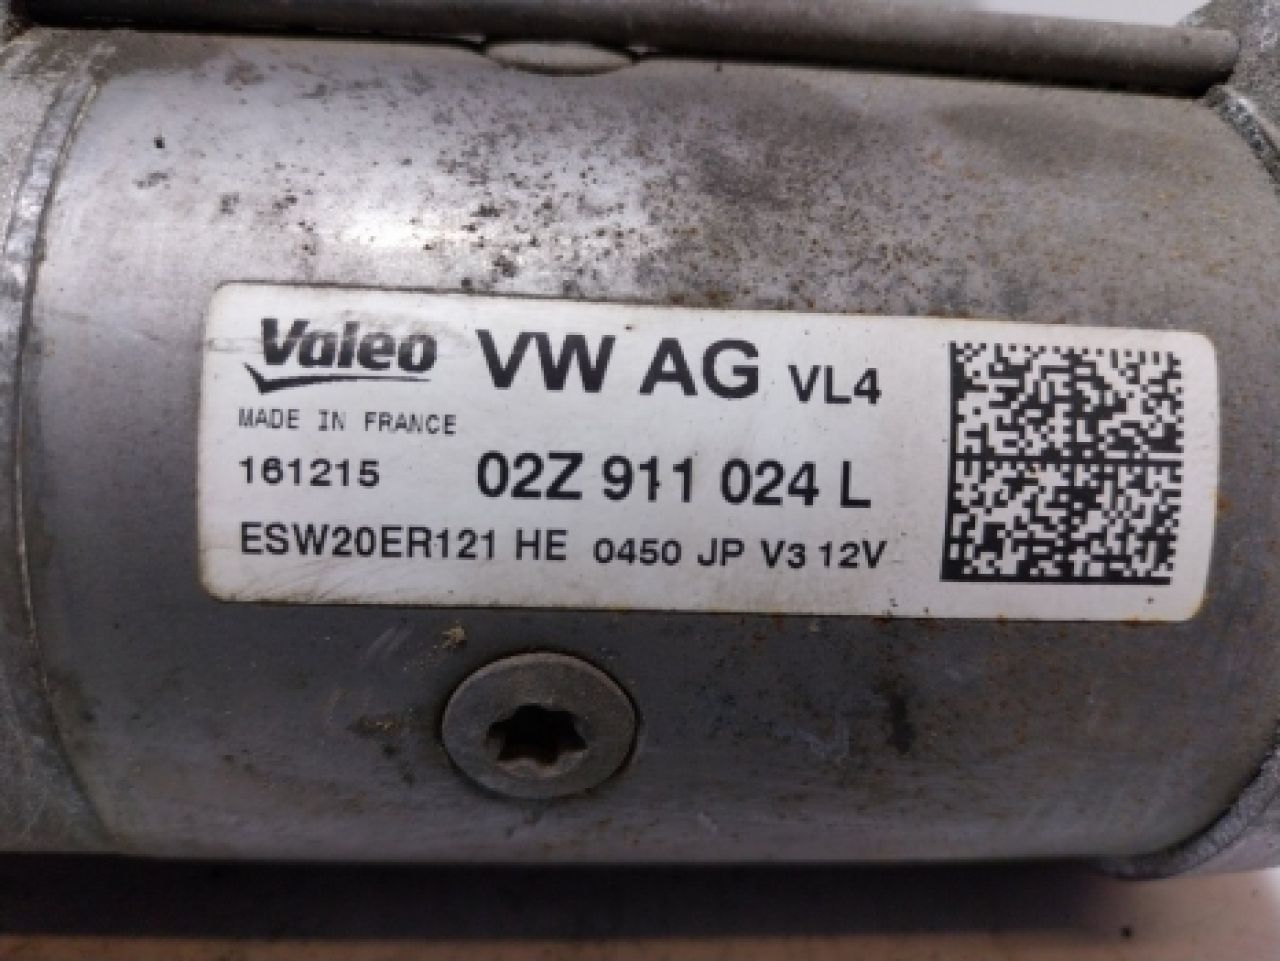 Valeo VW AG VL4
MADE IN FRANCE
161215 02Z 911 024 L
ESW20ER121 HE 0450 JP V3 12V